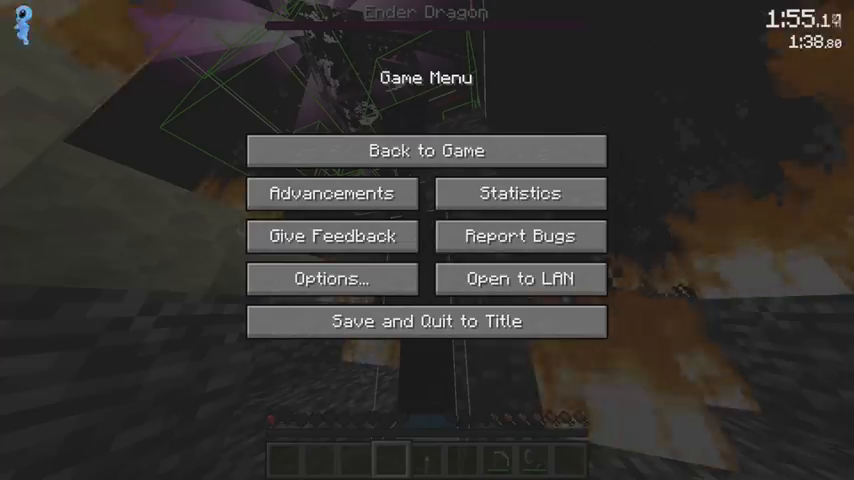 Ender Dragon
1:55.1
1:38.80
Game Menu
Back to Game
Advancements
Statistics
Give Feedback
Report Bugs
Options...
Open to LAN
Save and Quit to Title